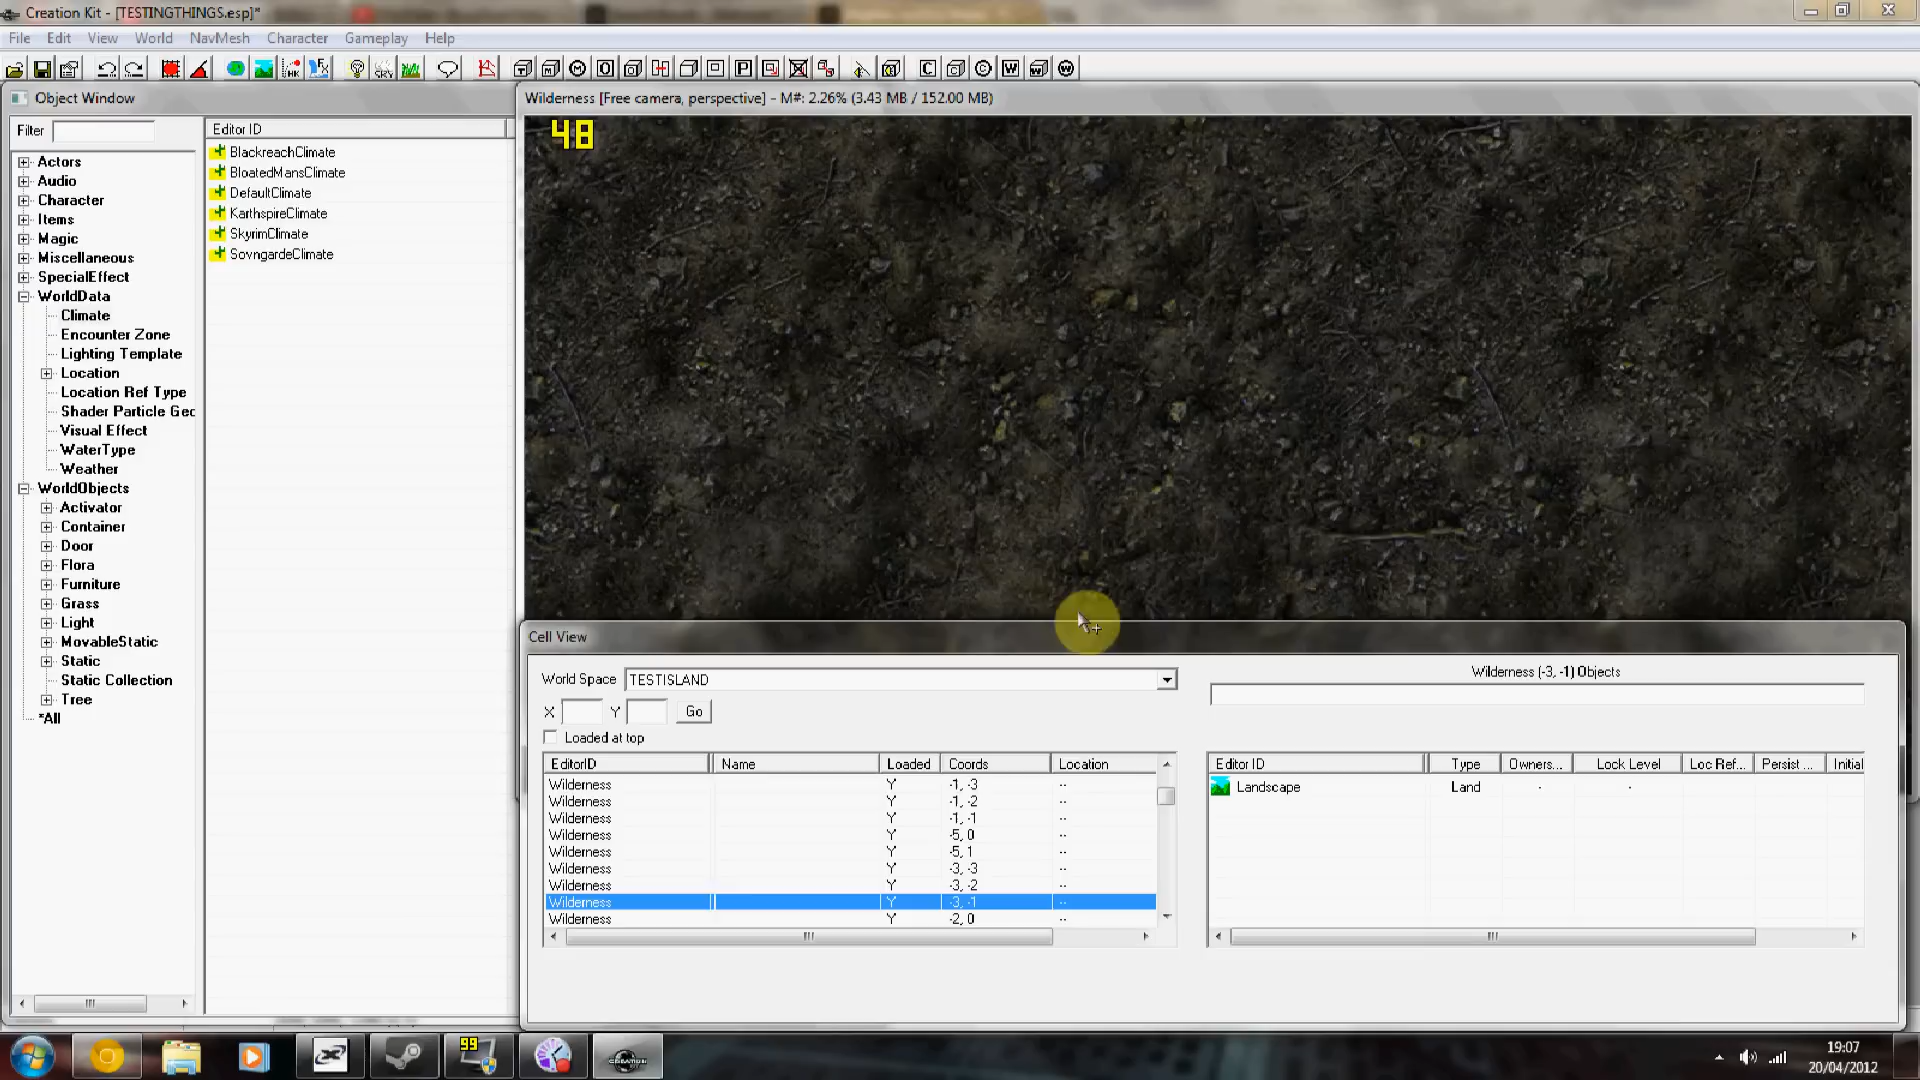 Creation Kit - [TESTINGTHINGS.esp]*
File Edit View World NavMesh Character Gameplay Help
Object Window
Wilderness [Free camera, perspective] - M#: 2.26% (3.43 MB / 152.00 MB)
Filter
Editor ID
48
Actors
Audio
Character
Items
Magic
Miscellaneous
SpecialEffect
WorldData
Climate
Encounter Zone
Lighting Template
Location
Location Ref Type
Shader Particle Geo
Visual Effect
WaterType
Weather
WorldObjects
Activator
Container
Door
Flora
Furniture
Grass
Light
MovableStatic
Static
Static Collection
Tree
*All
BlackreachClimate
BloatedMansClimate
DefaultClimate
KarthspireClimate
SkyrimClimate
SovngardeClimate
Cell View
World Space TESTISLAND
X Y Go
Loaded at top
Wilderness (-3, -1) Objects
EditorID Name Loaded Coords Location
Wilderness Y -1, -3 --
Wilderness Y -1, -2 --
Wilderness Y -1, -1 --
Wilderness Y -5, 0 --
Wilderness Y -5, 1 --
Wilderness Y -3, -3 --
Wilderness Y -3, -2 --
Wilderness Y -3, -1 --
Wilderness Y -2, 0 --
Editor ID Type Owners... Lock Level Loc Ref... Persist ... Initial
Landscape Land - -
99
19:07
20/04/2012